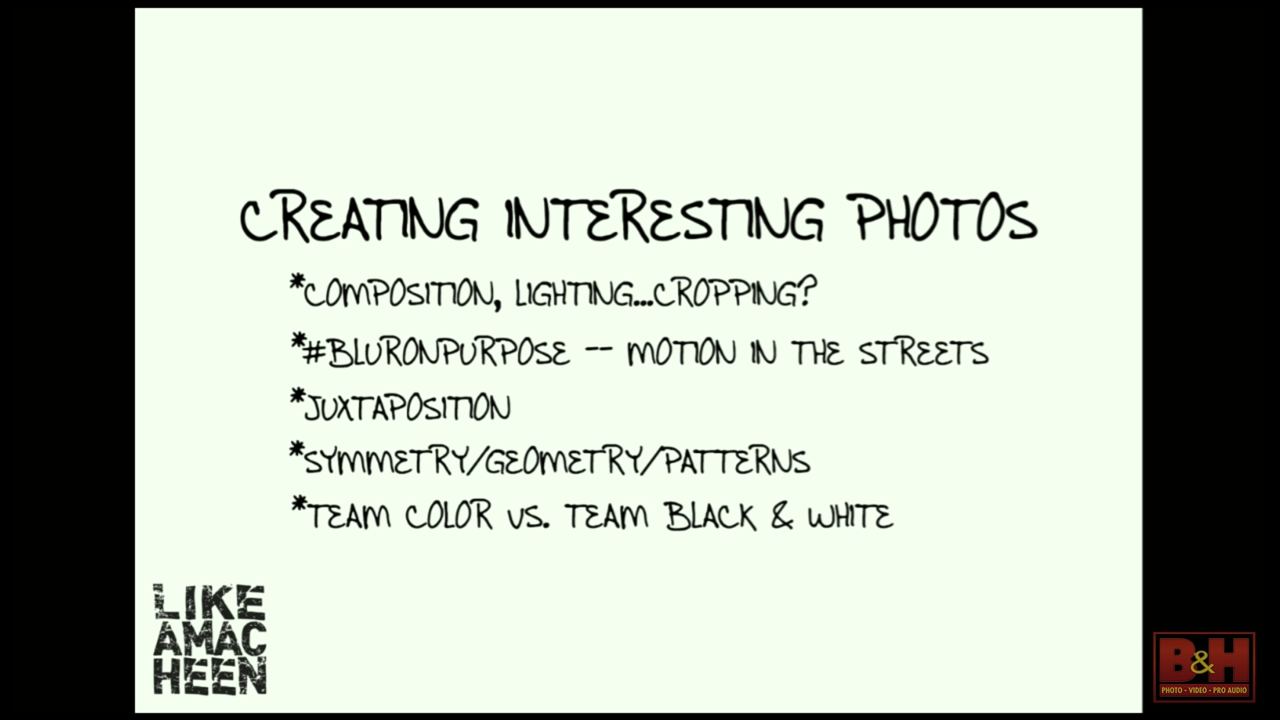 CREATING INTERESTING PHOTOS
*COMPOSITION, LIGHTING...CROPPING?
*#BLURONPURPOSE -- MOTION IN THE STREETS
*JUXTAPOSITION
*SYMMETRY/GEOMETRY/PATTERNS
*TEAM COLOR VS. TEAM BLACK & WHITE
LIKE
AMAC
HEEN
B&H
PHOTO - VIDEO - PRO AUDIO